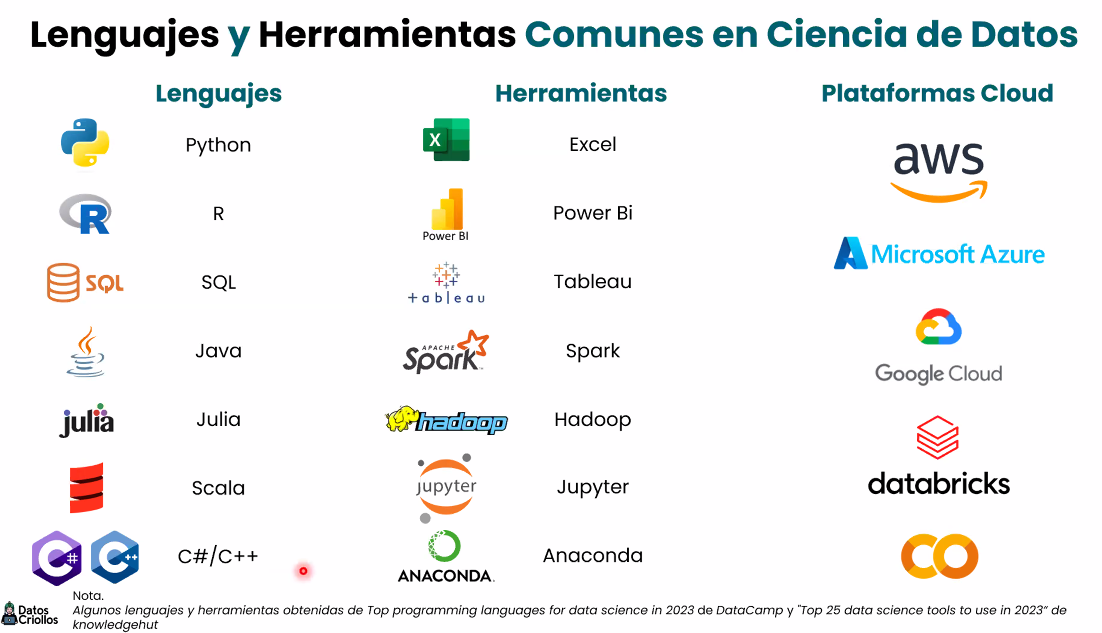 Lenguajes y Herramientas Comunes en Ciencia de Datos
Lenguajes
Python
R
SQL
SQL
Java
julia
Julia
Scala
C#
C++
C#/C++
Herramientas
X
Excel
Power BI
Power Bi
+ableau
Tableau
APACHE
Spark™
Spark
hadoop
Hadoop
jupyter
Jupyter
ANACONDA.
Anaconda
Plataformas Cloud
aws
Microsoft Azure
Google Cloud
databricks
Datos
Criollos
Nota.
Algunos lenguajes y herramientas obtenidas de Top programming languages for data science in 2023 de DataCamp y "Top 25 data science tools to use in 2023” de
knowledgehut